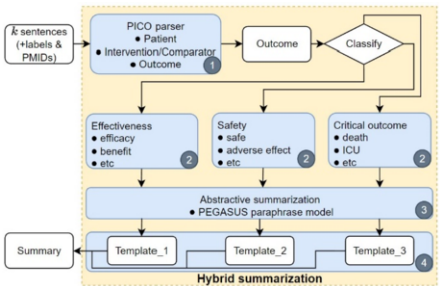 k sentences
(+labels &
PMIDs)
PICO parser
● Patient
● Intervention/Comparator
● Outcome
1
Outcome
Classify
Effectiveness
● efficacy
● benefit
● etc
2
Safety
● safe
● adverse effect
● etc
2
Critical outcome
● death
● ICU
● etc
2
Abstractive summarization
● PEGASUS paraphrase model
3
Summary
Template_1
Template_2
Template_3
4
Hybrid summarization